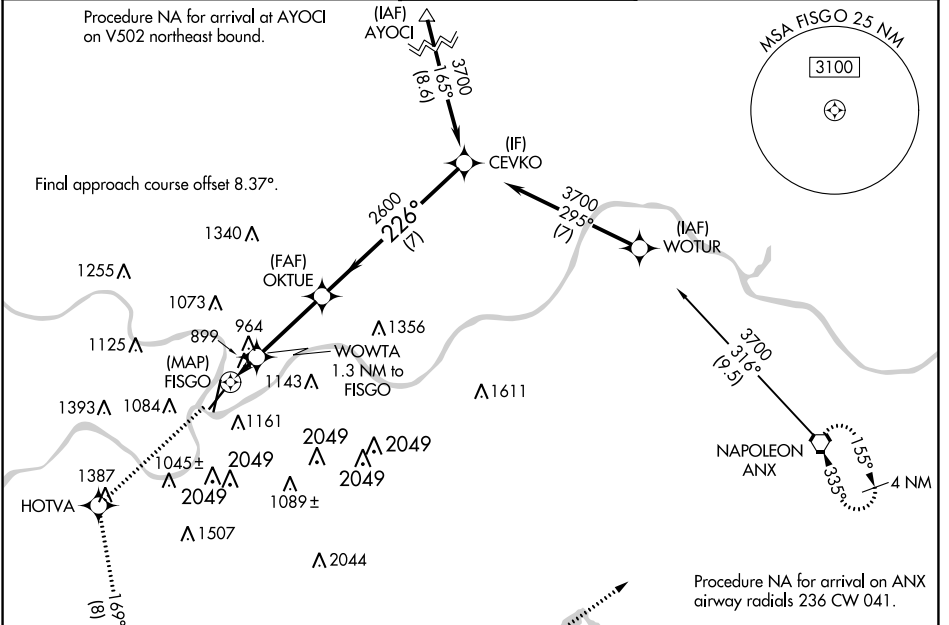 Procedure NA for arrival at AYOCI
on V502 northeast bound.
(IAF)
AYOCI
3700
165°
(8.6)
MSA FISGO 25 NM
3100
(IF)
CEVKO
Final approach course offset 8.37°.
2600
226°
(7)
3700
295°
(7)
(IAF)
WOTUR
1340
(FAF)
OKTUE
1255
1073
964
899
1356
1125
WOWTA
1.3 NM to
FISGO
(MAP)
FISGO
1143
3700
316°
(9.5)
1611
1393
1084
1161
2049
2049
NAPOLEON
ANX
155°
335°
4 NM
1045±
2049
2049
1387
2049
1089±
HOTVA
1507
2044
169°
(8)
Procedure NA for arrival on ANX
airway radials 236 CW 041.